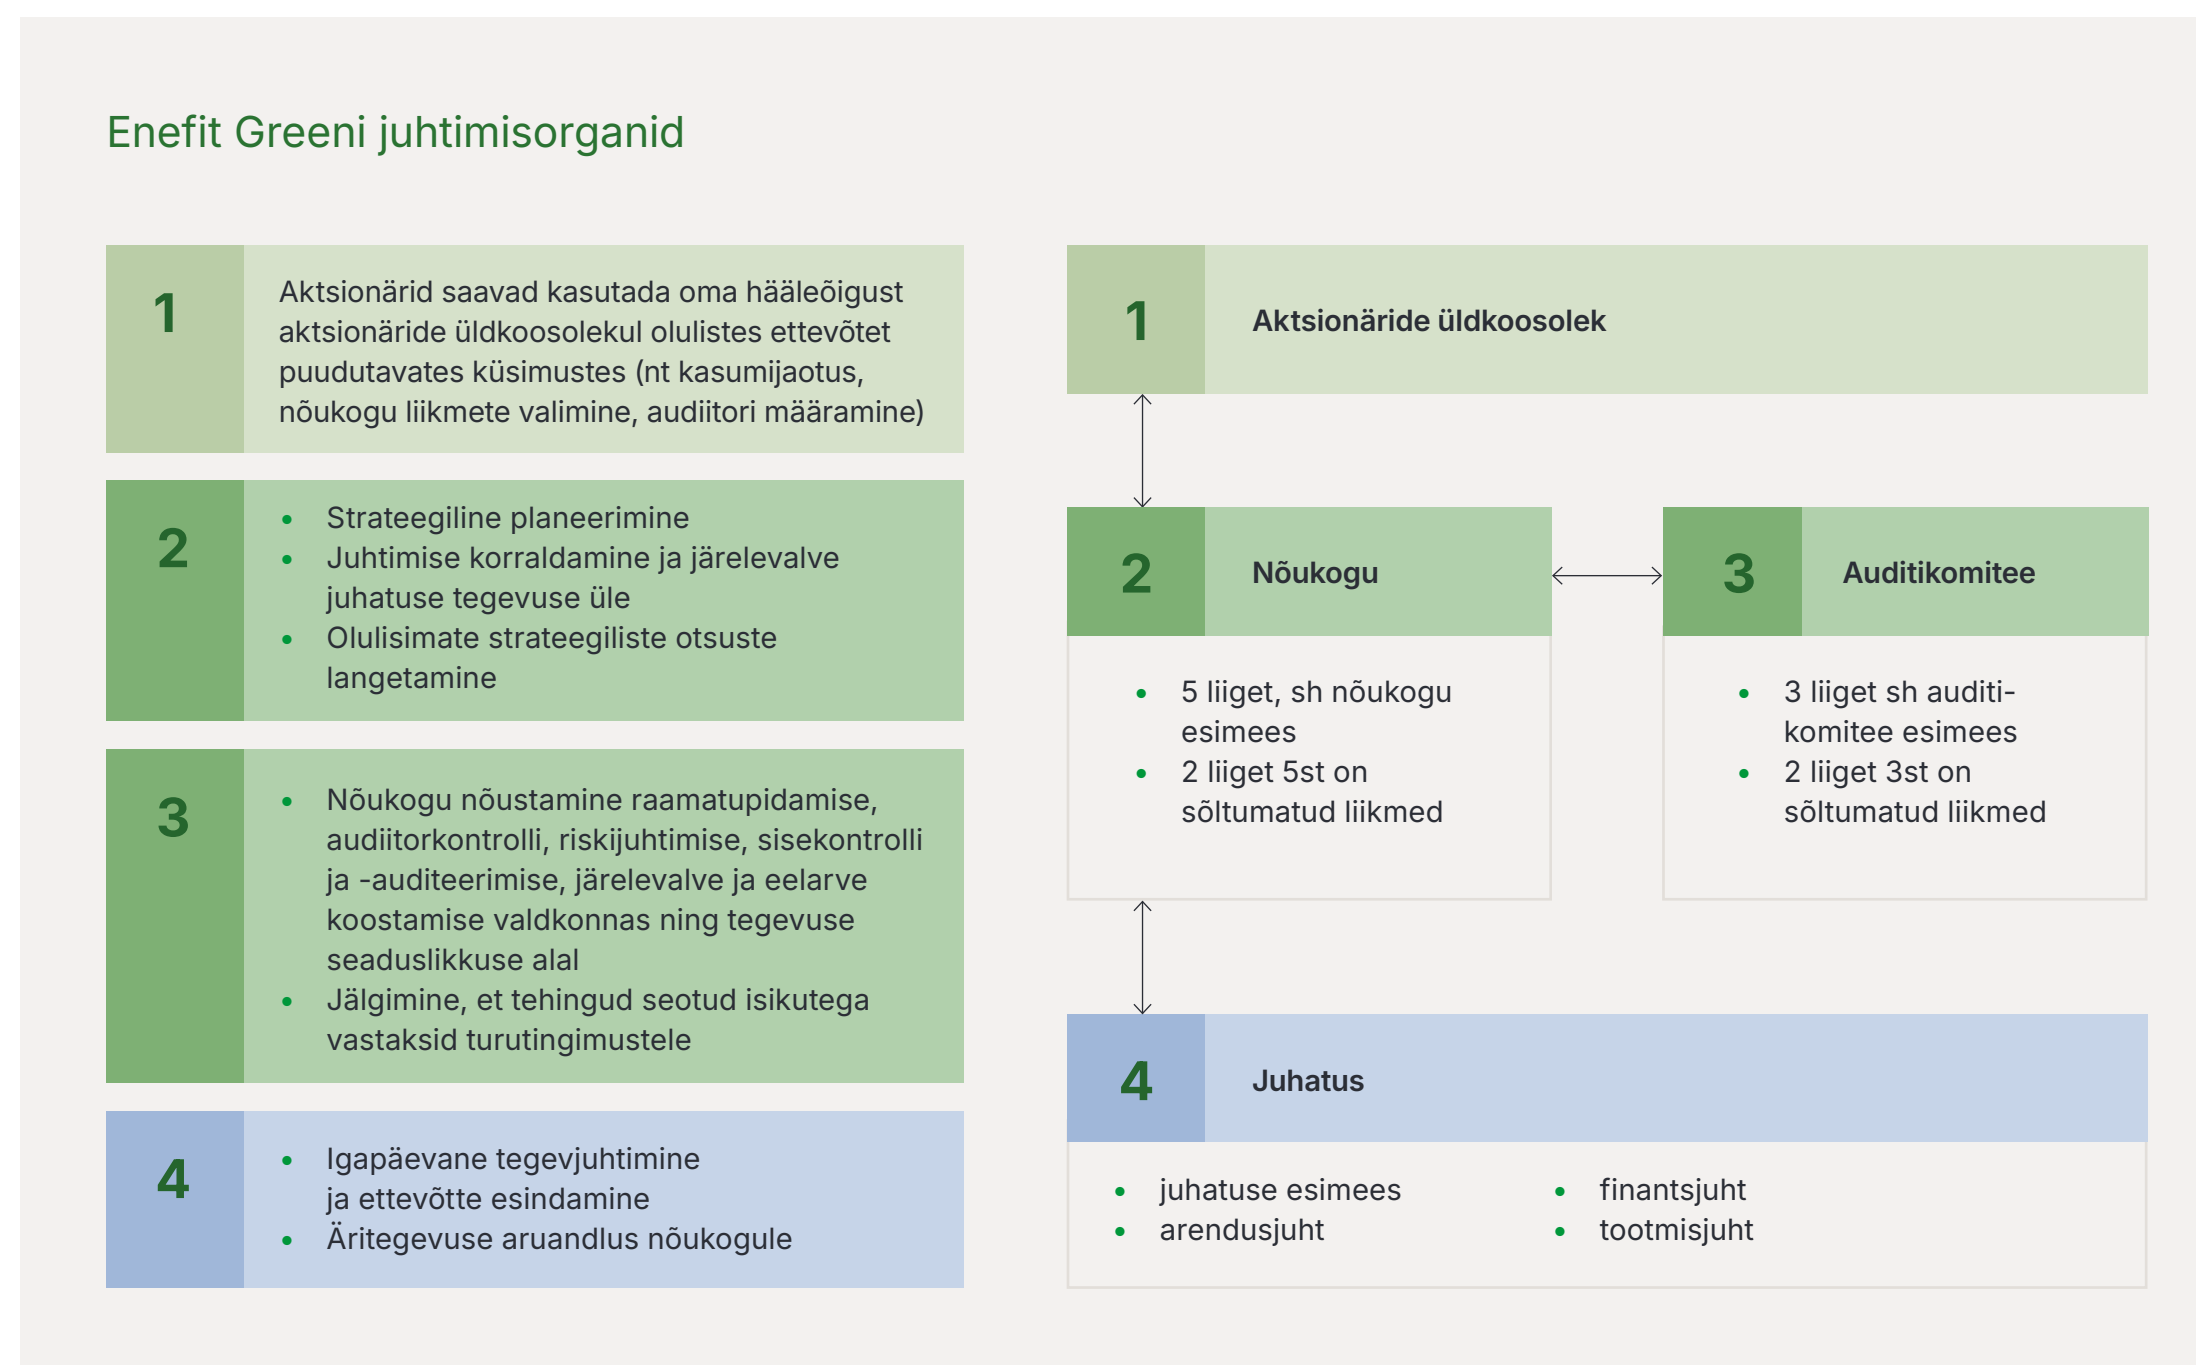 Enefit Greeni juhtimisorganid
1
Aktsionärid saavad kasutada oma hääleõigust
aktsionäride üldkoosolekul olulistes ettevõtet
puudutavates küsimustes (nt kasumijaotus,
nõukogu liikmete valimine, audiitori määramine)
2
• Strateegiline planeerimine
• Juhtimise korraldamine ja järelevalve
juhatuse tegevuse üle
• Olulisimate strateegiliste otsuste
langetamine
3
• Nõukogu nõustamine raamatupidamise,
audiitorkontrolli, riskijuhtimise, sisekontrolli
ja -auditeerimise, järelevalve ja eelarve
koostamise valdkonnas ning tegevuse
seaduslikkuse alal
• Jälgimine, et tehingud seotud isikutega
vastaksid turutingimustele
4
• Igapäevane tegevjuhtimine
ja ettevõtte esindamine
• Äritegevuse aruandlus nõukogule
1
Aktsionäride üldkoosolek
2
Nõukogu
• 5 liiget, sh nõukogu
esimees
• 2 liiget 5st on
sõltumatud liikmed
3
Auditikomitee
• 3 liiget sh auditi-
komitee esimees
• 2 liiget 3st on
sõltumatud liikmed
4
Juhatus
• juhatuse esimees
• arendusjuht
• finantsjuht
• tootmisjuht